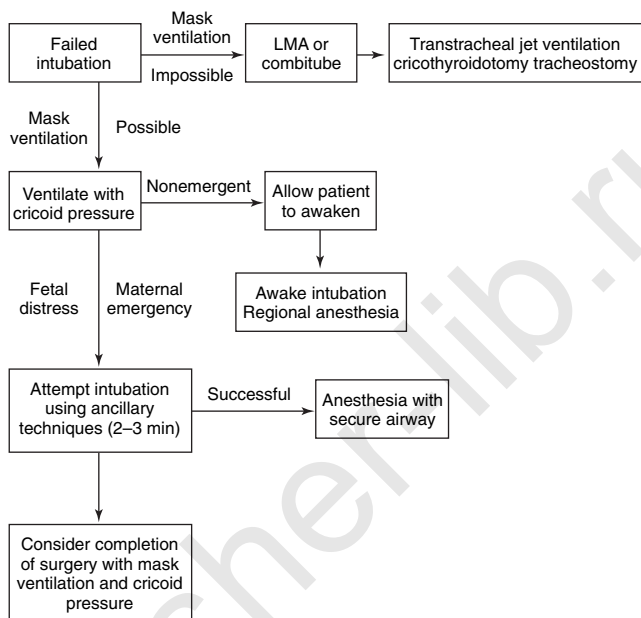 Failed
intubation
Mask
ventilation
Impossible
LMA or
combitube
Transtracheal jet ventilation
cricothyroidotomy tracheostomy
Mask
ventilation
Possible
Ventilate with
cricoid pressure
Nonemergent
Allow patient
to awaken
Awake intubation
Regional anesthesia
Fetal
distress
Maternal
emergency
Attempt intubation
using ancillary
techniques (2–3 min)
Successful
Anesthesia with
secure airway
Consider completion
of surgery with mask
ventilation and cricoid
pressure